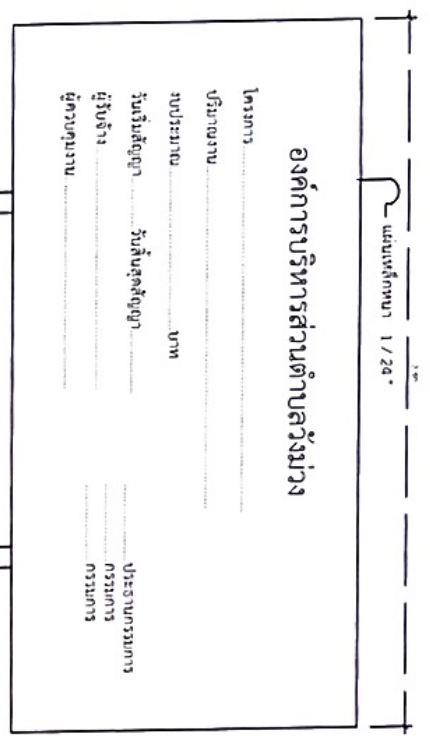 แผ่นเหล็กหนา 1/24"
องค์การบริหารส่วนตำบลวังม่วง
โครงการ
ปริมาณงาน
งบประมาณ บาท
วันเริ่มสัญญา วันสิ้นสุดสัญญา ประธานกรรมการ
ผู้รับจ้าง กรรมการ
ผู้ควบคุมงาน กรรมการ